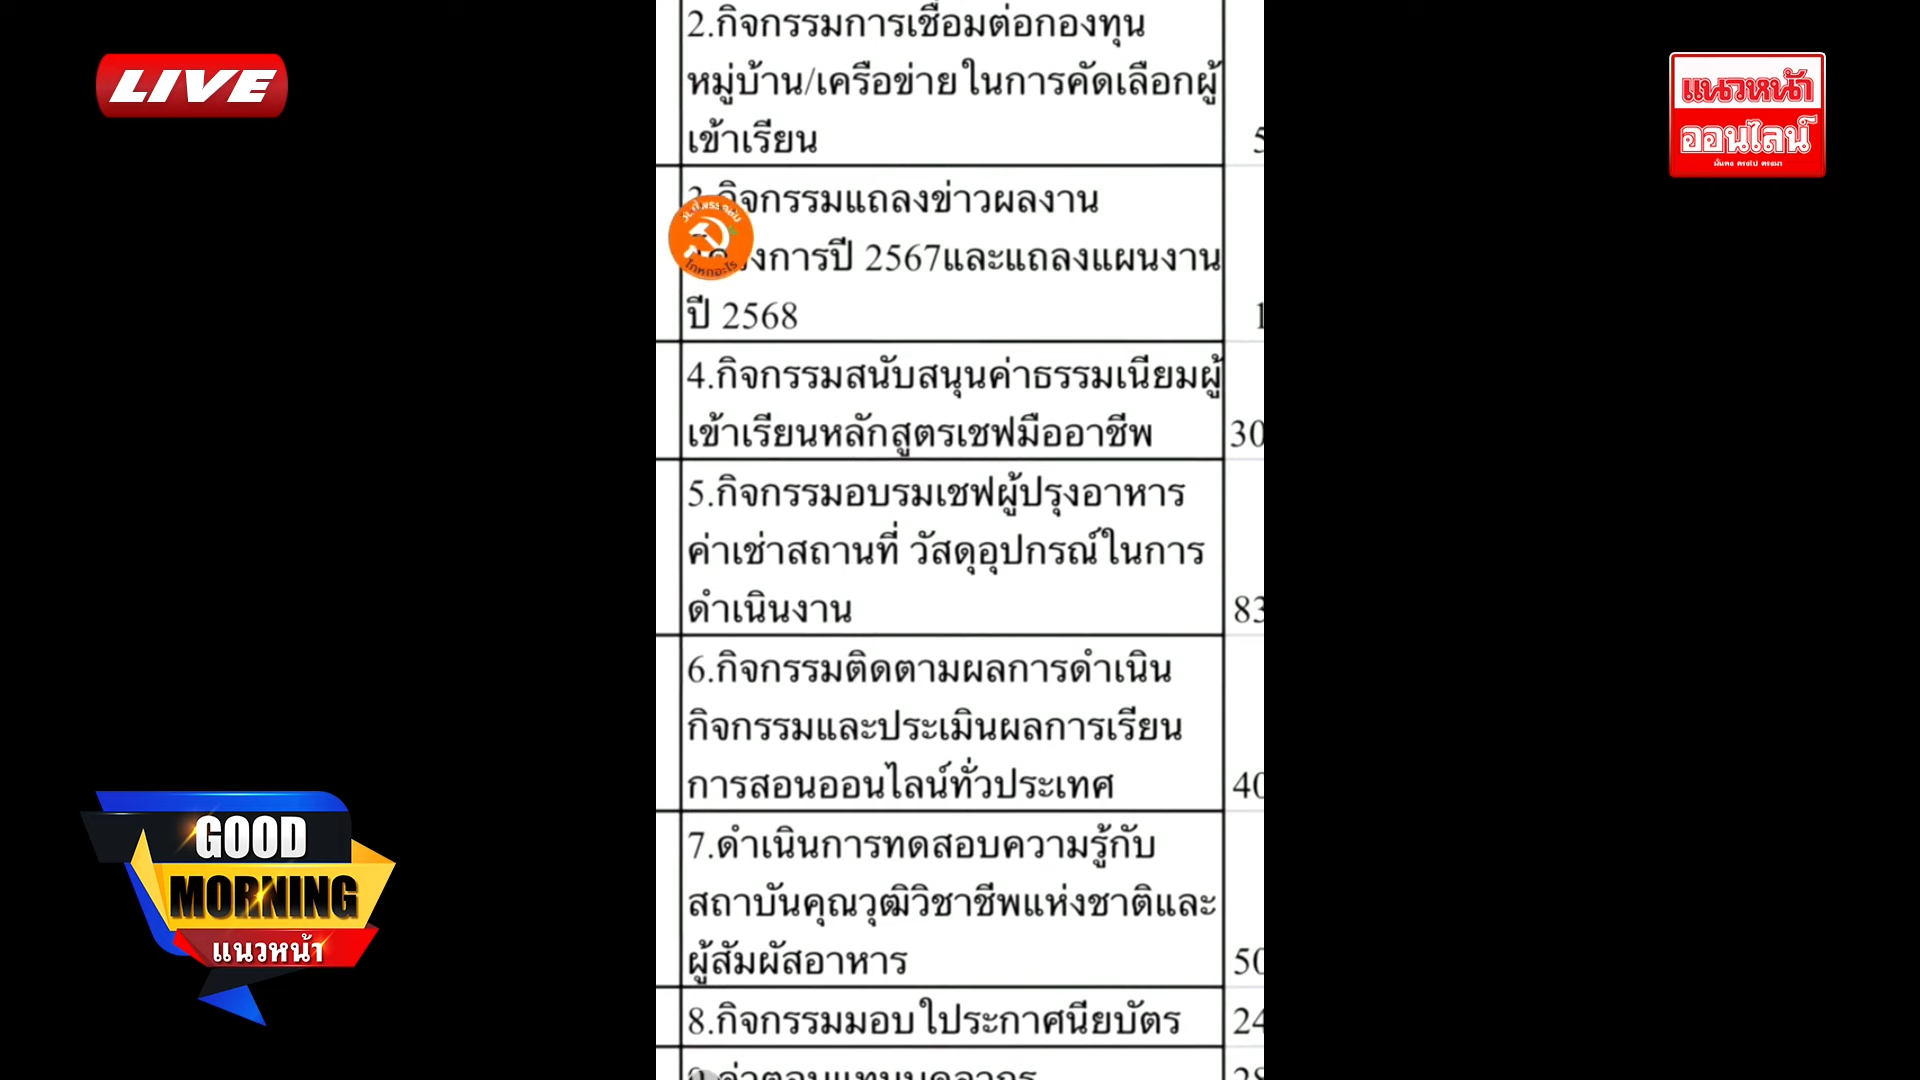 LIVE
แนวหน้า
ออนไลน์
2.กิจกรรมการเชื่อมต่อกองทุน
หมู่บ้าน/เครือข่าย ในการคัดเลือกผู้
เข้าเรียน
กิจกรรมแถลงข่าวผลงาน
งการปี 2567และแถลงแผนงาน
ปี 2568
4.กิจกรรมสนับสนุนค่าธรรมเนียมผู้
เข้าเรียนหลักสูตรเชฟมืออาชีพ
30
5.กิจกรรมอบรมเชฟผู้ปรุงอาหาร
ค่าเช่าสถานที่ วัสดุอุปกรณ์ในการ
ดำเนินงาน
83
6.กิจกรรมติดตามผลการดำเนิน
กิจกรรมและประเมินผลการเรียน
การสอนออนไลน์ทั่วประเทศ
40
7.ดำเนินการทดสอบความรู้กับ
สถาบันคุณวุฒิวิชาชีพแห่งชาติและ
ผู้สัมผัสอาหาร
50
8.กิจกรรมมอบใประกาศนียบัตร
24
GOOD
MORNING
แนวหน้า